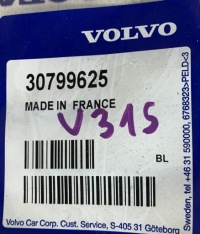 VOLVO
30799625
MADE IN FRANCE
V315
BL
Volvo Car Corp. Cust. Service, S-405 31 Göteborg
Sweden, tel +46 31 590000, 6768323>PELD<3